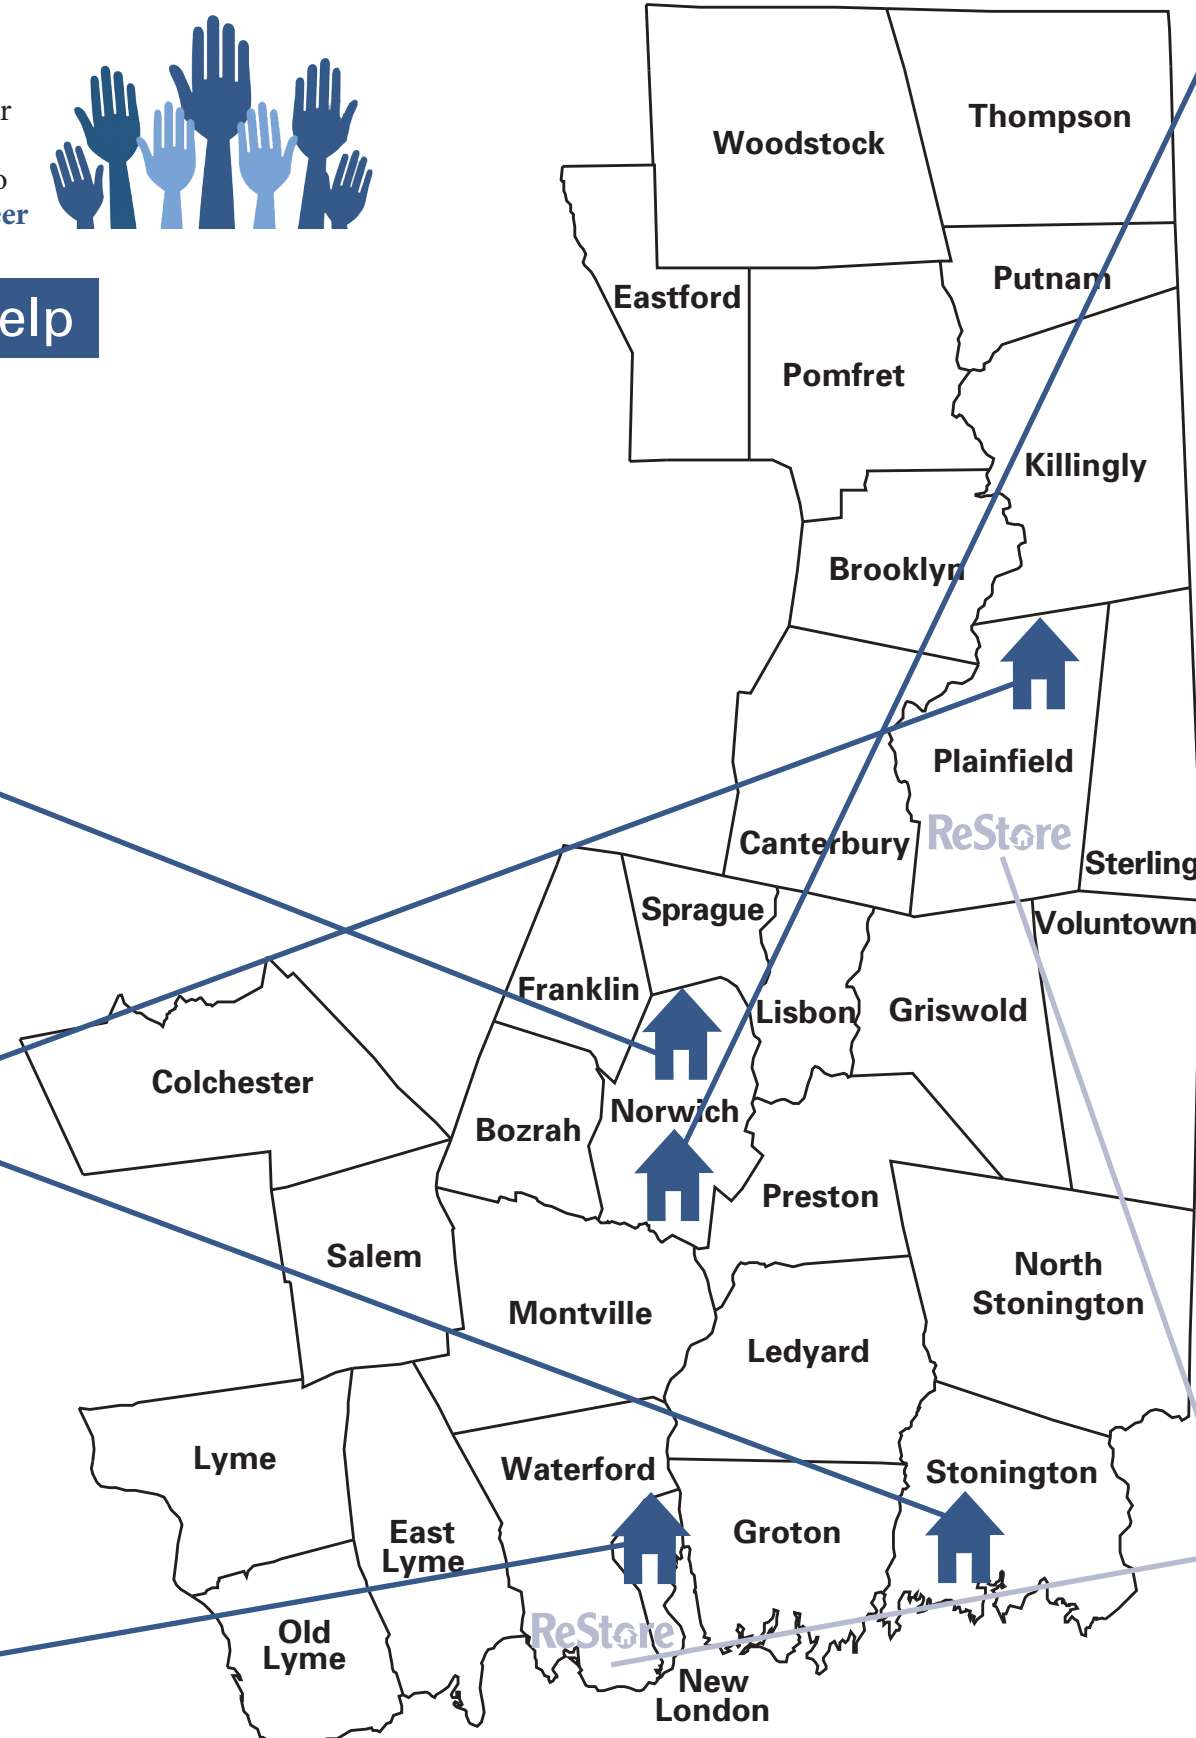 r
o
eer
elp
Woodstock
Thompson
Eastford
Putnam
Pomfret
Killingly
Brooklyn
Plainfield
ReStore
Canterbury
Sterling
Sprague
Voluntown
Franklin
Lisbon
Griswold
Colchester
Norwich
Bozrah
Preston
Salem
North
Stonington
Montville
Ledyard
Lyme
Waterford
Stonington
East
Lyme
Groton
Old
Lyme
ReStore
New
London